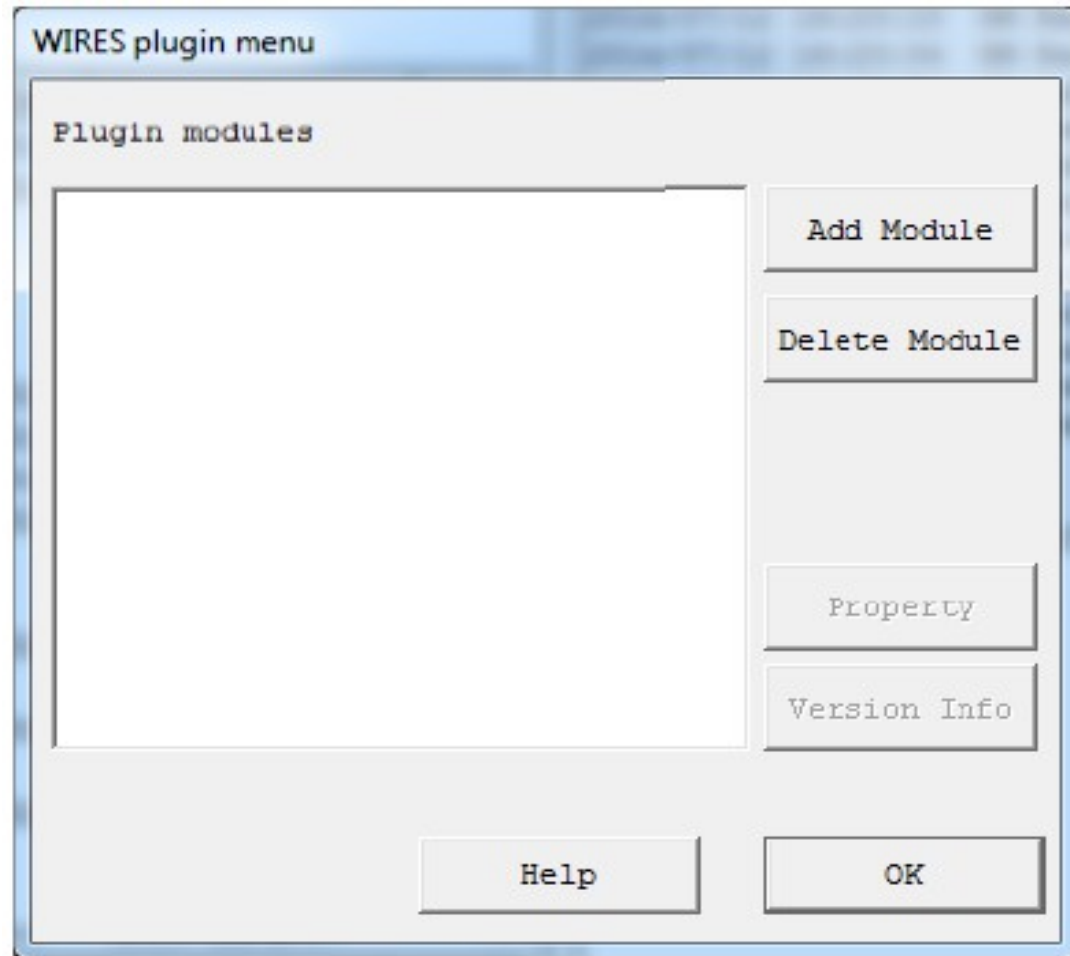 WIRES plugin menu
Plugin modules
Add Module
Delete Module
Property
Version Info
Help
OK